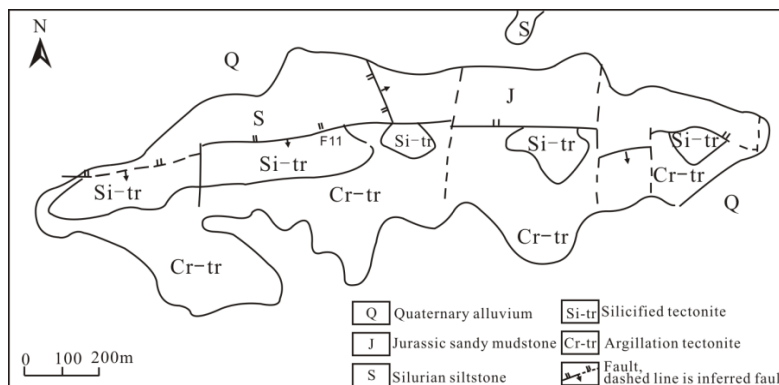 N
S
Q
J
S
F11
Si-tr
Si-tr
Si-tr
Si-tr
Si-tr
Cr-tr
Cr-tr
Q
Cr-tr
Cr-tr
Q Quaternary alluvium
Si-tr Silicified tectonite
J Jurassic sandy mudstone
Cr-tr Argillation tectonite
S Silurian siltstone
Fault,
dashed line is inferred faul
0 100 200m